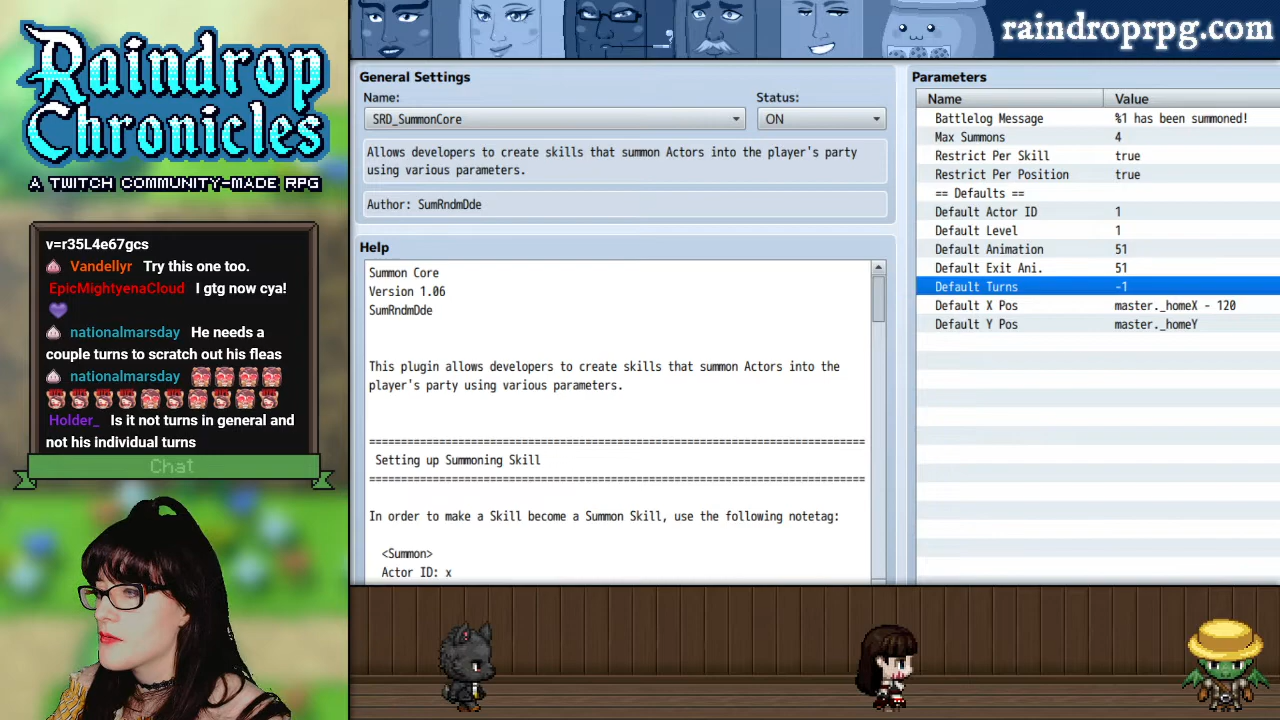 Raindrop
Chronicles
A TWITCH COMMUNITY-MADE RPG
v=r35L4e67gcs
Vandellyr Try this one too.
EpicMightyenaCloud I gtg now cya!
nationalmarsday He needs a
couple turns to scratch out his fleas
nationalmarsday
Holder_ Is it not turns in general and
not his individual turns
Chat
raindroprpg.com
General Settings
Name:
SRD_SummonCore
Status:
ON
Allows developers to create skills that summon Actors into the player's party
using various parameters.
Author: SumRndmDde
Help
Summon Core
Version 1.06
SumRndmDde
This plugin allows developers to create skills that summon Actors into the
player's party using various parameters.
================================================================================
Setting up Summoning Skill
================================================================================
In order to make a Skill become a Summon Skill, use the following notetag:
<Summon>
Actor ID: x
Parameters
Name Value
Battlelog Message %1 has been summoned!
Max Summons 4
Restrict Per Skill true
Restrict Per Position true
== Defaults ==
Default Actor ID 1
Default Level 1
Default Animation 51
Default Exit Ani. 51
Default Turns -1
Default X Pos master._homeX - 120
Default Y Pos master._homeY